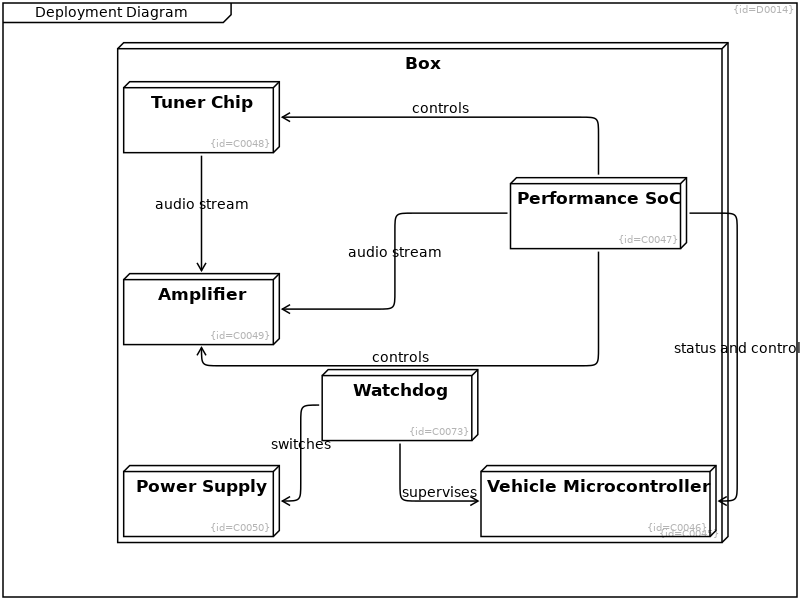 Deployment Diagram
{id=D0014}
Box
Tuner Chip
{id=C0048}
controls
Performance SoC
{id=C0047}
audio stream
audio stream
Amplifier
{id=C0049}
controls
status and control
Watchdog
{id=C0073}
switches
Power Supply
{id=C0050}
supervises
Vehicle Microcontroller
{id=C0046}